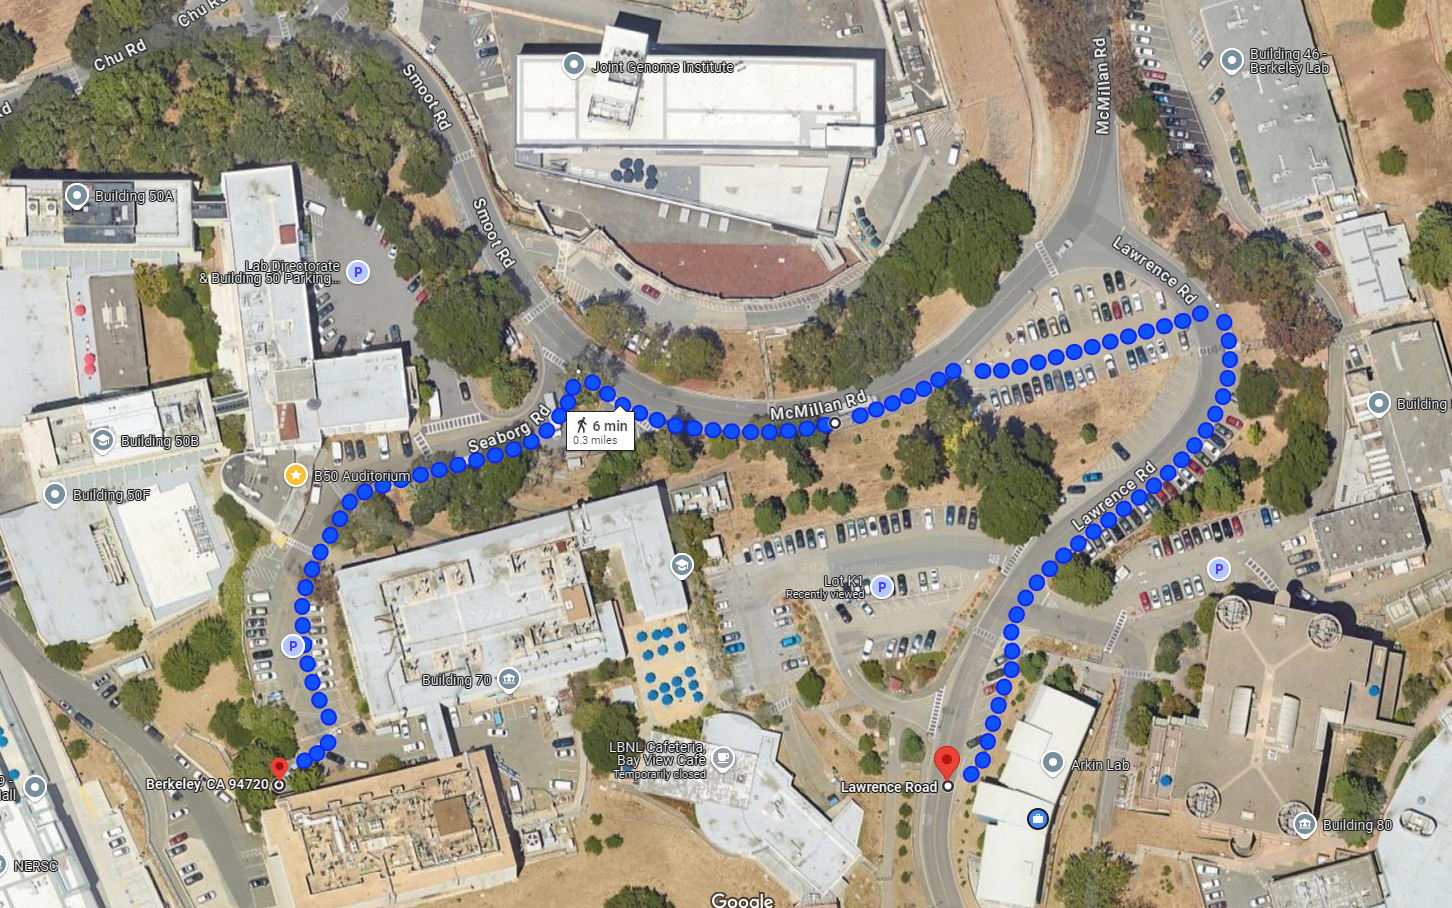 Chu Rd
Chu Rd
Smoot Rd
Joint Genome Institute
McMillan Rd
Building 46 -
Berkeley Lab
Building 50A
Smoot Rd
Lab Directorate
& Building 50 Parking...
P
Lawrence Rd
McMillan Rd
6 min
0.3 miles
Seaborg Rd
Building
Building 50B
B50 Auditorium
Building 50F
Lawrence Rd
Lot K1
Recently viewed
P
P
P
Building 70
LBNL Cafeteria,
Bay View Cafe
Temporarily closed
Arkin Lab
Berkeley, CA 94720
Lawrence Road
Building 80
NERSC
Google